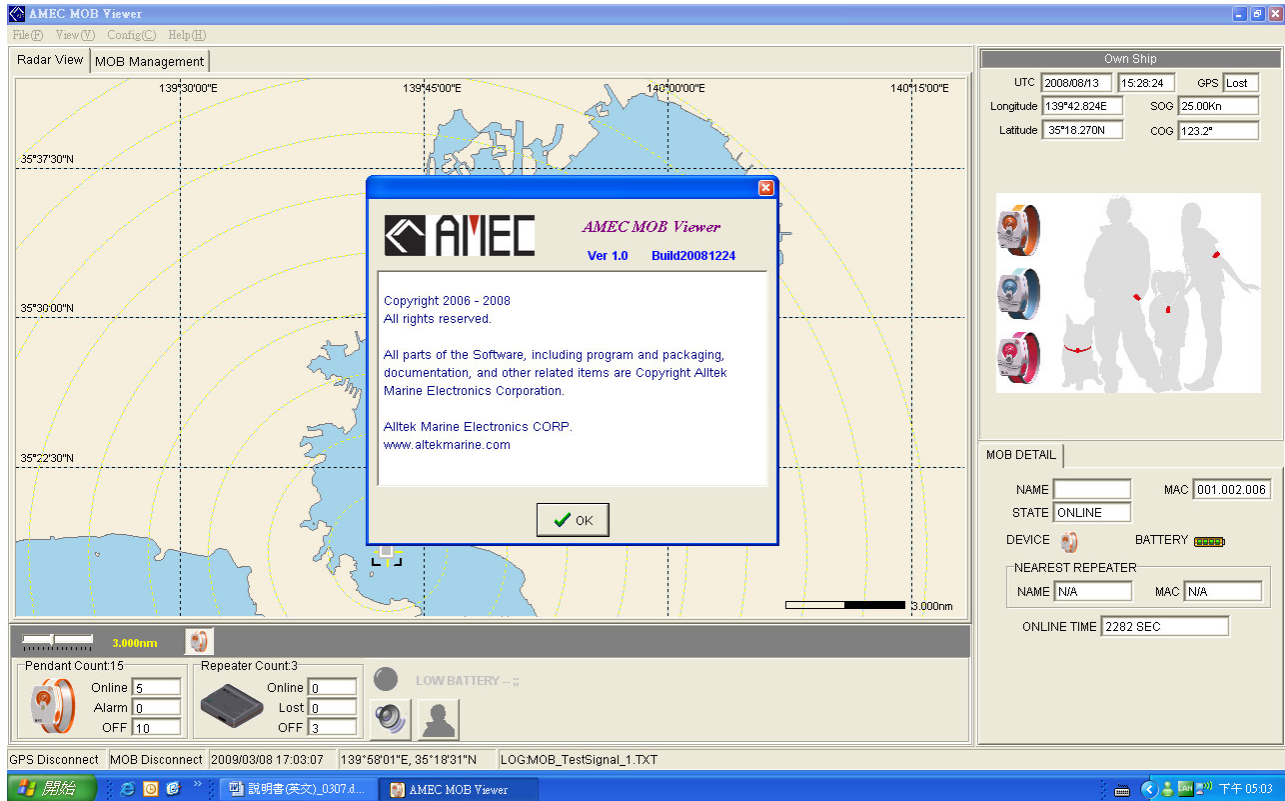 AMEC MOB Viewer
File(F) View(V) Config(C) Help(H)
Radar View MOB Management
139°30'00"E 139°45'00"E 140°00'00"E 140°15'00"E
35°37'30"N
35°30'00"N
35°22'30"N
3.000nm
AMEC
AMEC MOB Viewer
Ver 1.0 Build20081224
Copyright 2006 - 2008
All rights reserved.
All parts of the Software, including program and packaging,
documentation, and other related items are Copyright Alltek
Marine Electronics Corporation.
Alltek Marine Electronics CORP.
www.altekmarine.com
OK
Own Ship
UTC 2008/08/13 15:28:24 GPS Lost
Longitude 139°42.824E SOG 25.00Kn
Latitude 35°18.270N COG 123.2°
MOB DETAIL
NAME MAC 001.002.006
STATE ONLINE
DEVICE BATTERY
NEAREST REPEATER
NAME N/A MAC N/A
ONLINE TIME 2282 SEC
3.000nm
Pendant Count:15
Online 5
Alarm 0
OFF 10
Repeater Count:3
Online 0
Lost 0
OFF 3
LOW BATTERY -- ;;
GPS Disconnect MOB Disconnect 2009/03/08 17:03:07 139°58'01"E, 35°18'31"N LOG:MOB_TestSignal_1.TXT
開始 » 説明書(英文)_0307.d... AMEC MOB Viewer 下午 05:03